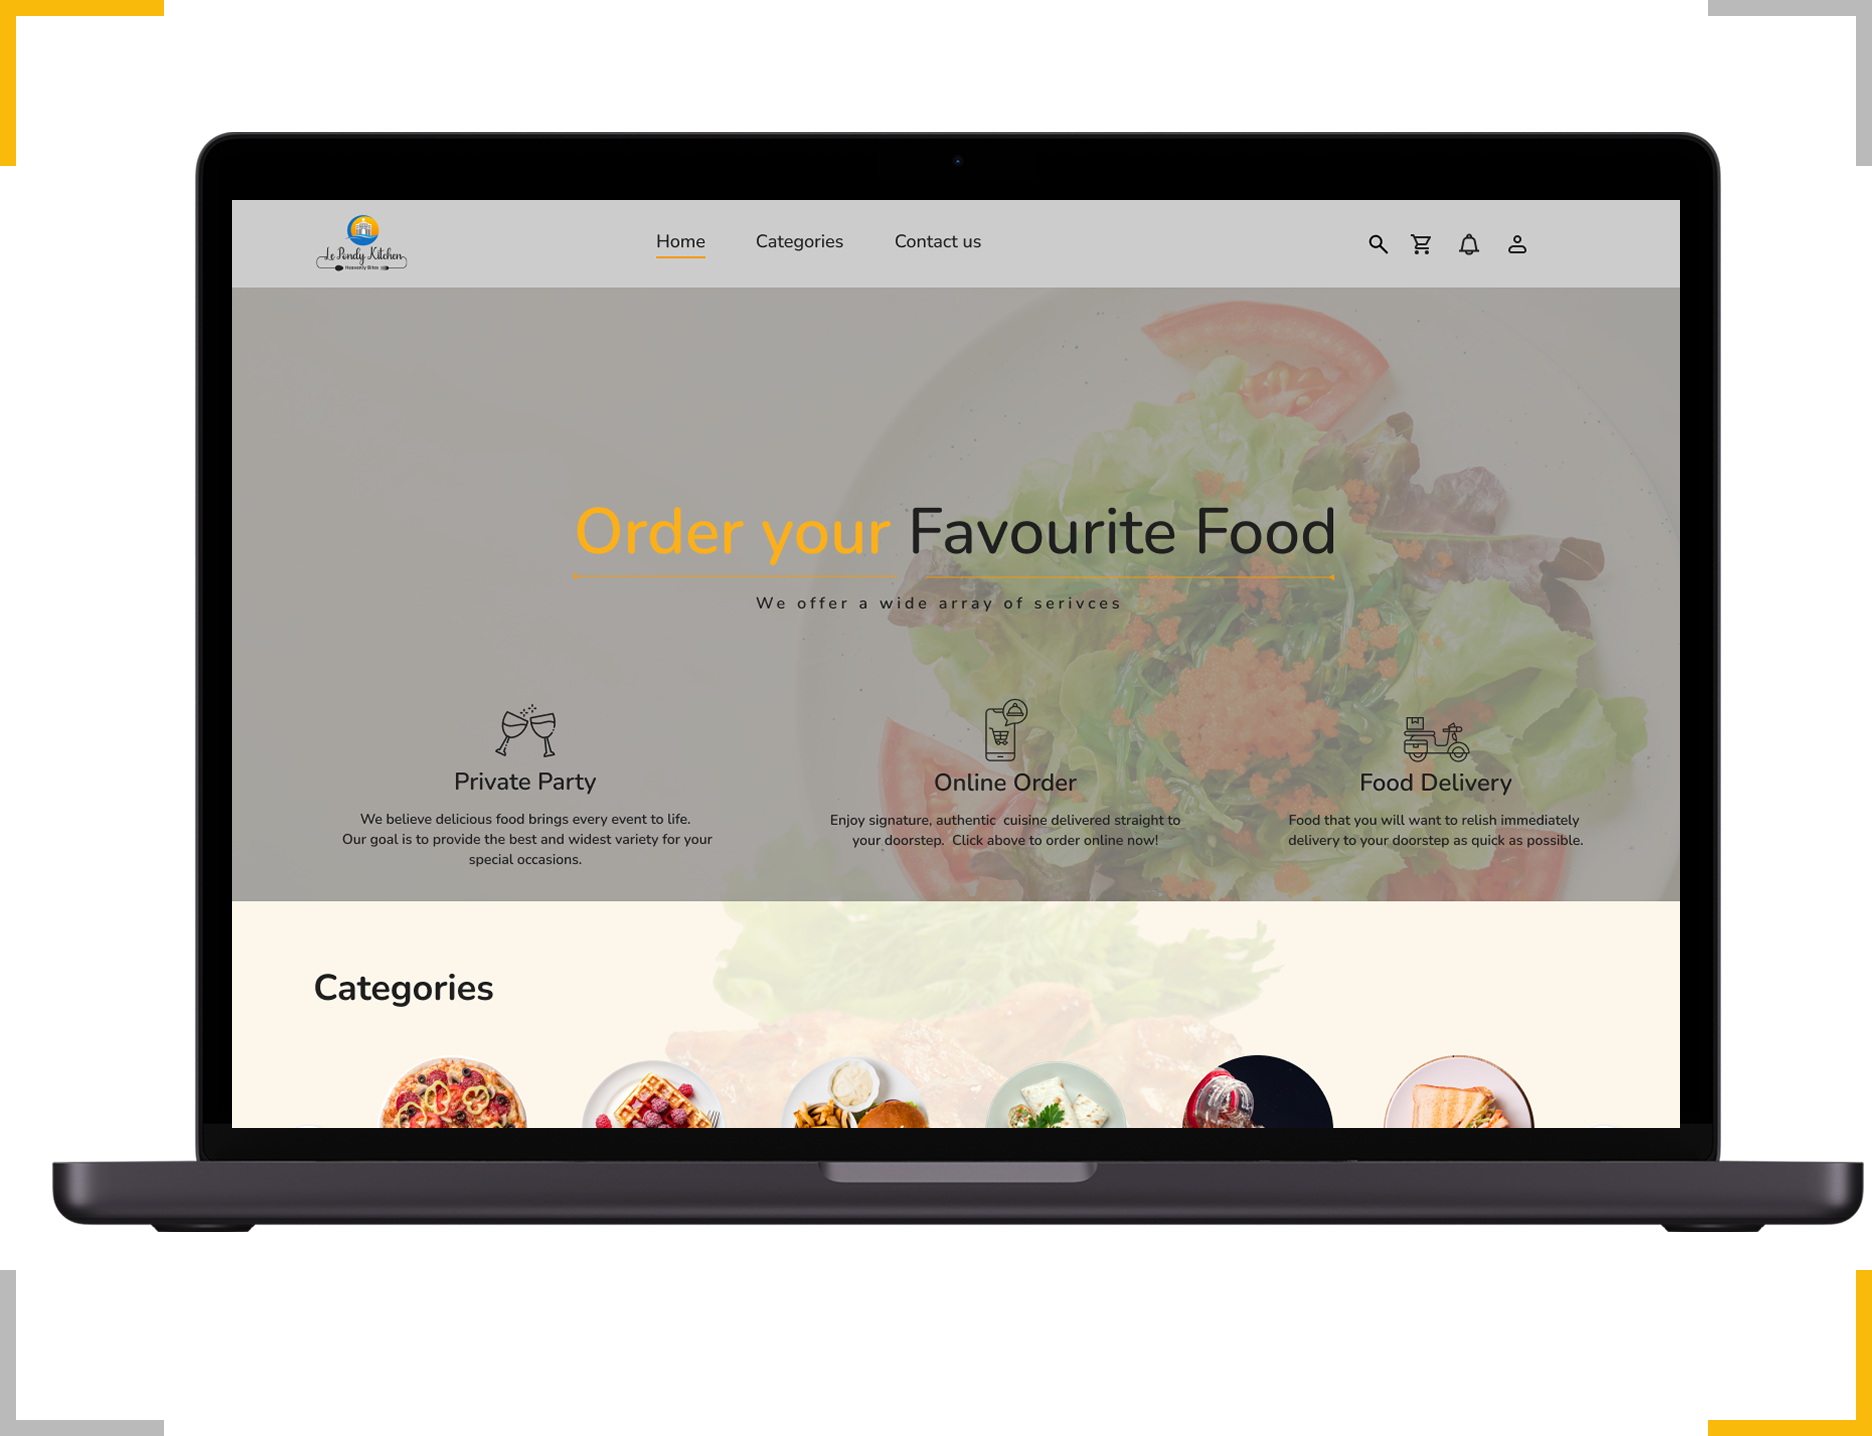 Le Pondy Kitchen
Heavenly Bites
Home
Categories
Contact us
Order your Favourite Food
We offer a wide array of serivces
Private Party
We believe delicious food brings every event to life.
Our goal is to provide the best and widest variety for your
special occasions.
Online Order
Enjoy signature, authentic  cuisine delivered straight to
your doorstep.  Click above to order online now!
Food Delivery
Food that you will want to relish immediately
delivery to your doorstep as quick as possible.
Categories